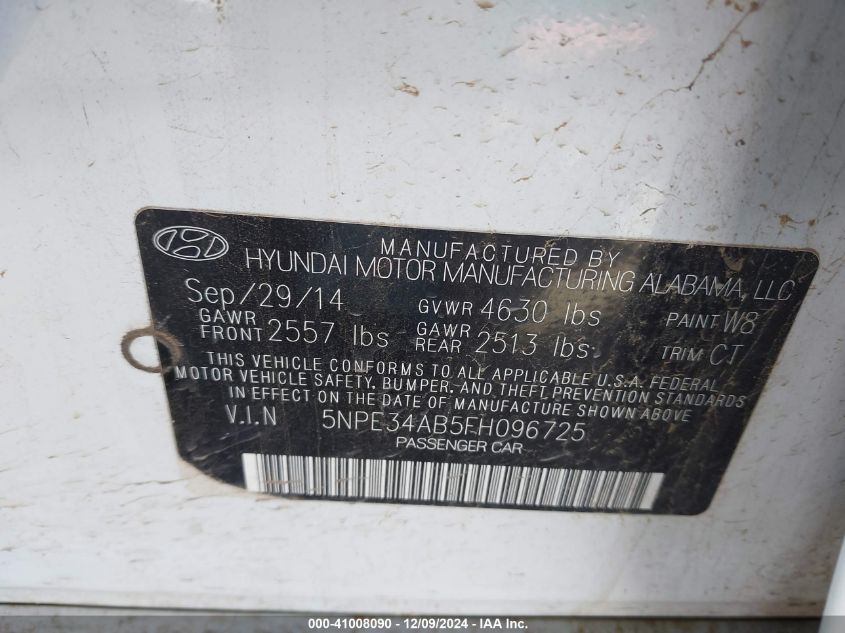 MANUFACTURED BY
HYUNDAI MOTOR MANUFACTURING ALABAMA, LLC
Sep/29/14 GVWR 4630 lbs PAINT W8
GAWR FRONT 2557 lbs GAWR REAR 2513 lbs TRIM CT
THIS VEHICLE CONFORMS TO ALL APPLICABLE U.S.A. FEDERAL
MOTOR VEHICLE SAFETY, BUMPER, AND THEFT PREVENTION STANDARDS
IN EFFECT ON THE DATE OF MANUFACTURE SHOWN ABOVE.
V.I.N 5NPE34AB5FH096725
PASSENGER CAR
000-41008090 - 12/09/2024 - IAA Inc.